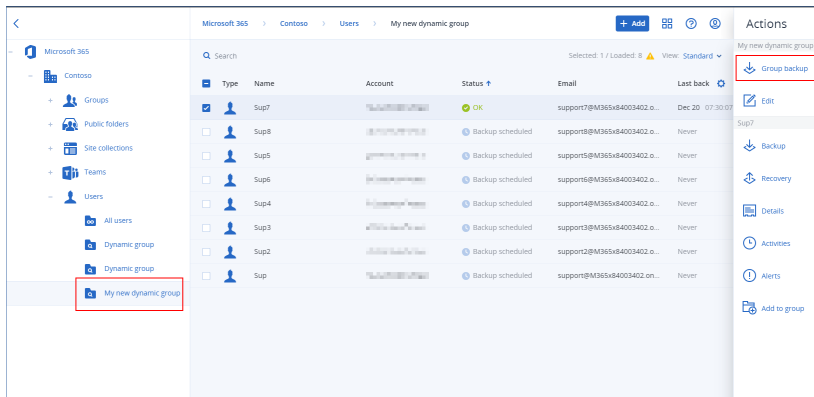 Microsoft 365 > Contoso > Users > My new dynamic group
+ Add
Actions
Microsoft 365
Contoso
+ Groups
+ Public folders
+ Site collections
+ Teams
Users
All users
Dynamic group
Dynamic group
My new dynamic group
Search
Selected: 1 / Loaded: 8 View: Standard
Type Name Account Status ↑ Email Last back
Sup7 OK support7@M365x84003402.o... Dec 20 07:30:07
Sup8 Backup scheduled support8@M365x84003402.o... Never
Sup5 Backup scheduled support5@M365x84003402.o... Never
Sup6 Backup scheduled support6@M365x84003402.o... Never
Sup4 Backup scheduled support4@M365x84003402.o... Never
Sup3 Backup scheduled support3@M365x84003402.o... Never
Sup2 Backup scheduled support2@M365x84003402.o... Never
Sup Backup scheduled support@M365x84003402.on... Never
My new dynamic group
Group backup
Edit
Sup7
Backup
Recovery
Details
Activities
Alerts
Add to group